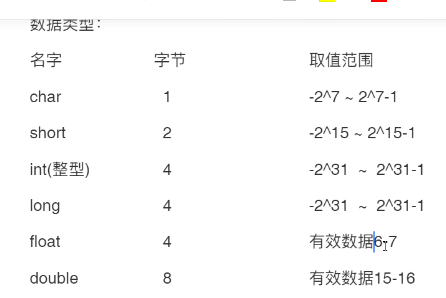 数据类型：
名字 字节 取值范围
char 1 -2^7 ~ 2^7-1
short 2 -2^15 ~ 2^15-1
int(整型) 4 -2^31 ~ 2^31-1
long 4 -2^31 ~ 2^31-1
float 4 有效数据6-7
double 8 有效数据15-16